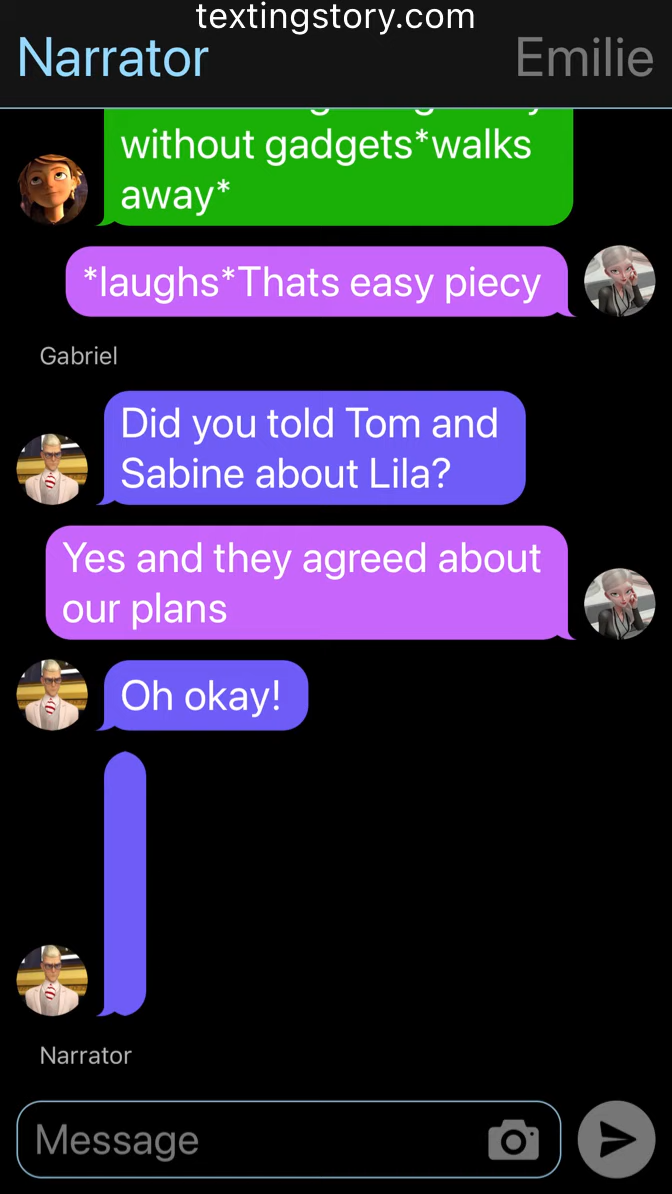 textingstory.com
Narrator
Emilie
without gadgets*walks
away*
*laughs*Thats easy piecy
Gabriel
Did you told Tom and
Sabine about Lila?
Yes and they agreed about
our plans
Oh okay!
Narrator
Message